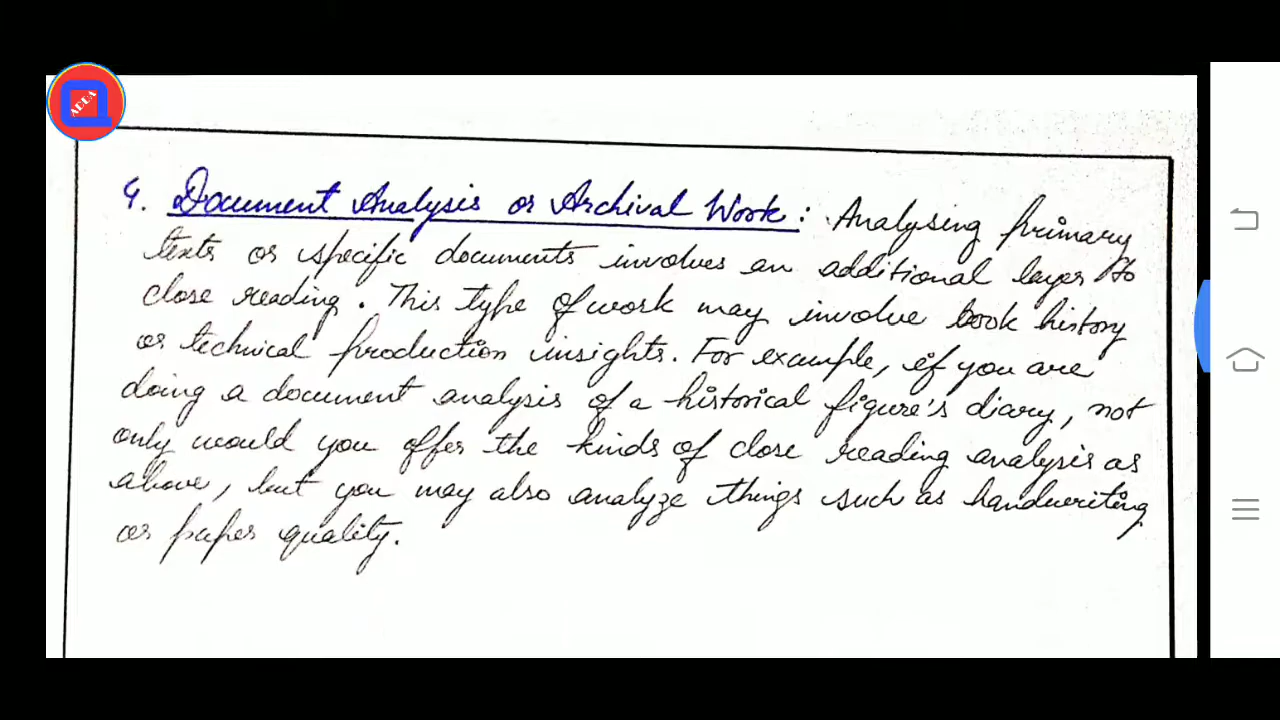 ADDA
4. Document Analysis or Archival Work: Analysing primary
texts or specific documents involves an additional layer to
close reading. This type of work may involve book history
or technical production insights. For example, if you are
doing a document analysis of a historical figure's diary, not
only would you offer the kinds of close reading analysis as
above, but you may also analyze things such as handwriting
or paper quality.